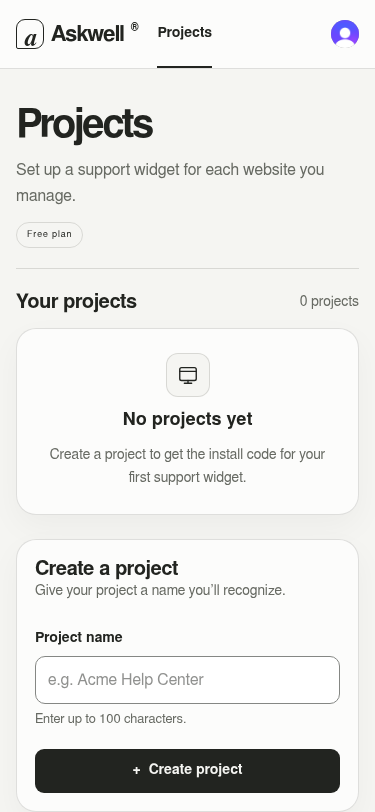 a Askwell ® Projects
Projects
Set up a support widget for each website you
manage.
Free plan
Your projects 0 projects
No projects yet
Create a project to get the install code for your
first support widget.
Create a project
Give your project a name you’ll recognize.
Project name
e.g. Acme Help Center
Enter up to 100 characters.
+ Create project